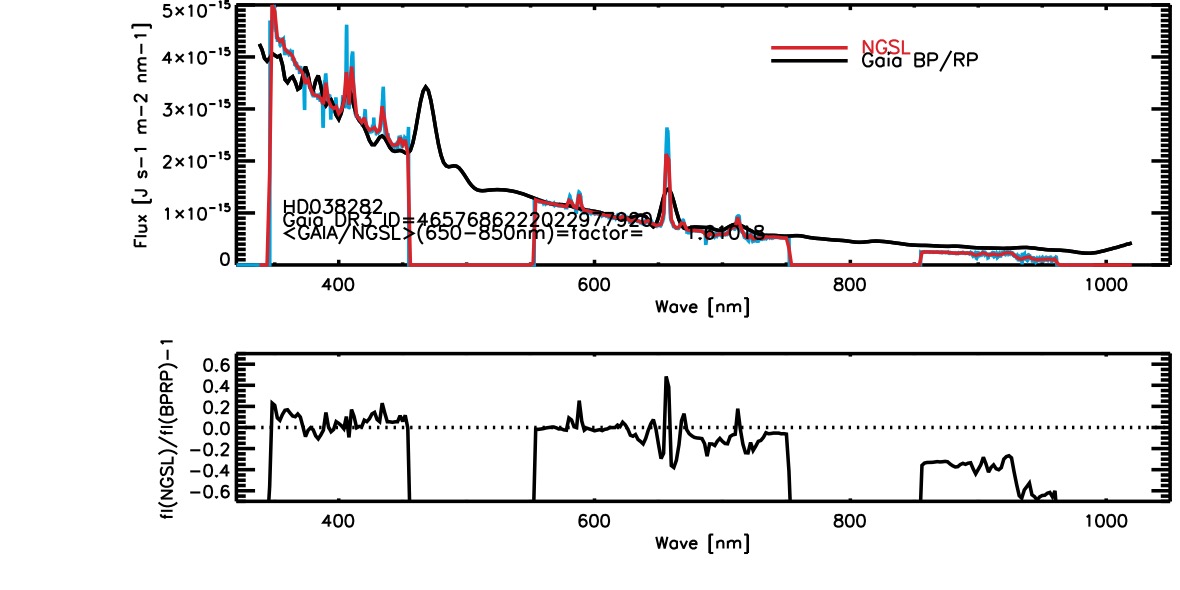 5×10-15
4×10-15
3×10-15
2×10-15
1×10-15
0
Flux [J s-1 m-2 nm-1]
NGSL
Gaia BP/RP
HD038282
Gaia DR3 ID=4657686222022977920
<GAIA/NGSL>(650-850nm)=factor=
400 600 800 1000
Wave [nm]
fl(NGSL)/fl(BPRP)-1
0.6
0.4
0.2
0.0
-0.2
-0.4
-0.6
400 600 800 1000
Wave [nm]